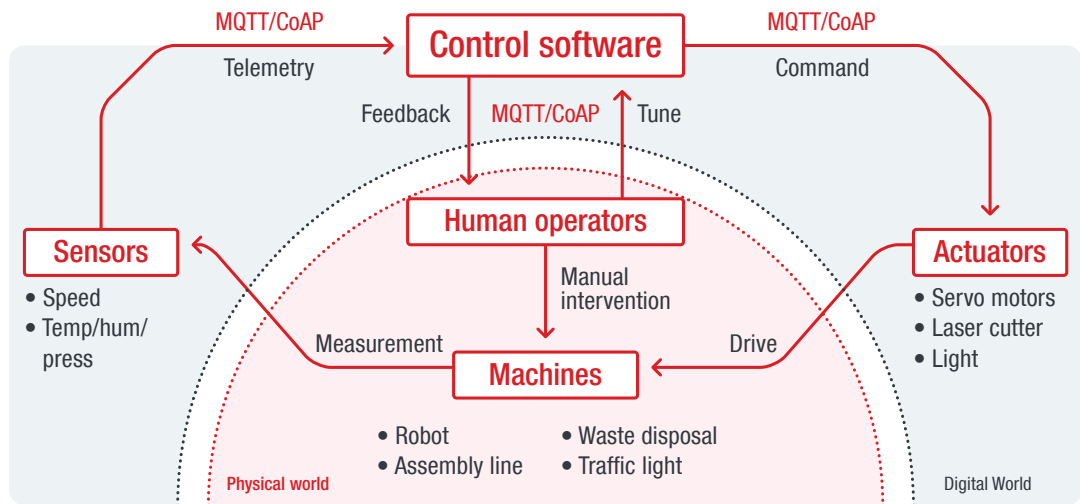 MQTT/CoAP
Control software
MQTT/CoAP
Telemetry
Command
Feedback
MQTT/CoAP
Tune
Human operators
Sensors
Actuators
• Speed
• Temp/hum/
press
Manual
intervention
• Servo motors
• Laser cutter
• Light
Measurement
Drive
Machines
• Robot
• Assembly line
• Waste disposal
• Traffic light
Physical world
Digital World